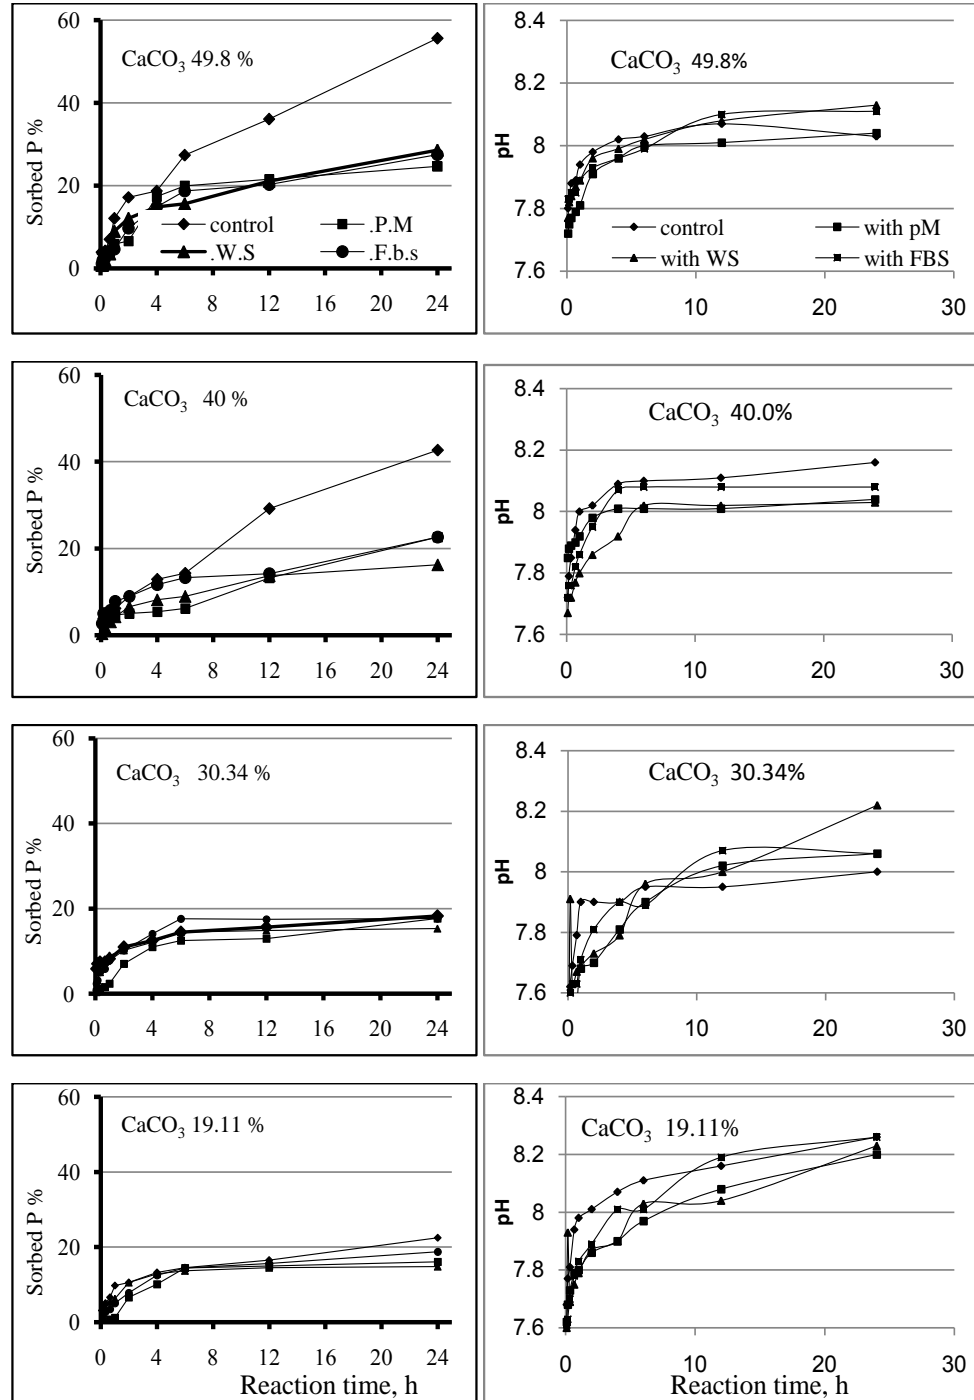 60
CaCO3 49.8 %
40
Sorbed P %
20
control
.P.M
.W.S
.F.b.s
0
0 4 8 12 16 20 24
8.4
CaCO3 49.8%
8.2
pH
8
7.8
control
with pM
with WS
with FBS
7.6
0 10 20 30
60
CaCO3 40 %
40
Sorbed P %
20
0
0 4 8 12 16 20 24
8.4
CaCO3 40.0%
8.2
pH
8
7.8
7.6
0 10 20 30
60
CaCO3 30.34 %
40
Sorbed P %
20
0
0 4 8 12 16 20 24
8.4
CaCO3 30.34%
8.2
pH
8
7.8
7.6
0 10 20 30
60
CaCO3 19.11 %
40
Sorbed P %
20
0
0 4 8 12 16 20 24
Reaction time, h
8.4
CaCO3 19.11%
8.2
pH
8
7.8
7.6
0 10 20 30
Reaction time, h